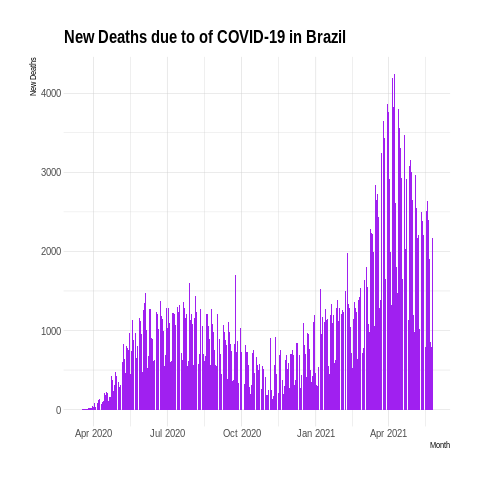 New Deaths due to of COVID-19 in Brazil
New Deaths
4000
3000
2000
1000
0
Apr 2020 Jul 2020 Oct 2020 Jan 2021 Apr 2021
Month